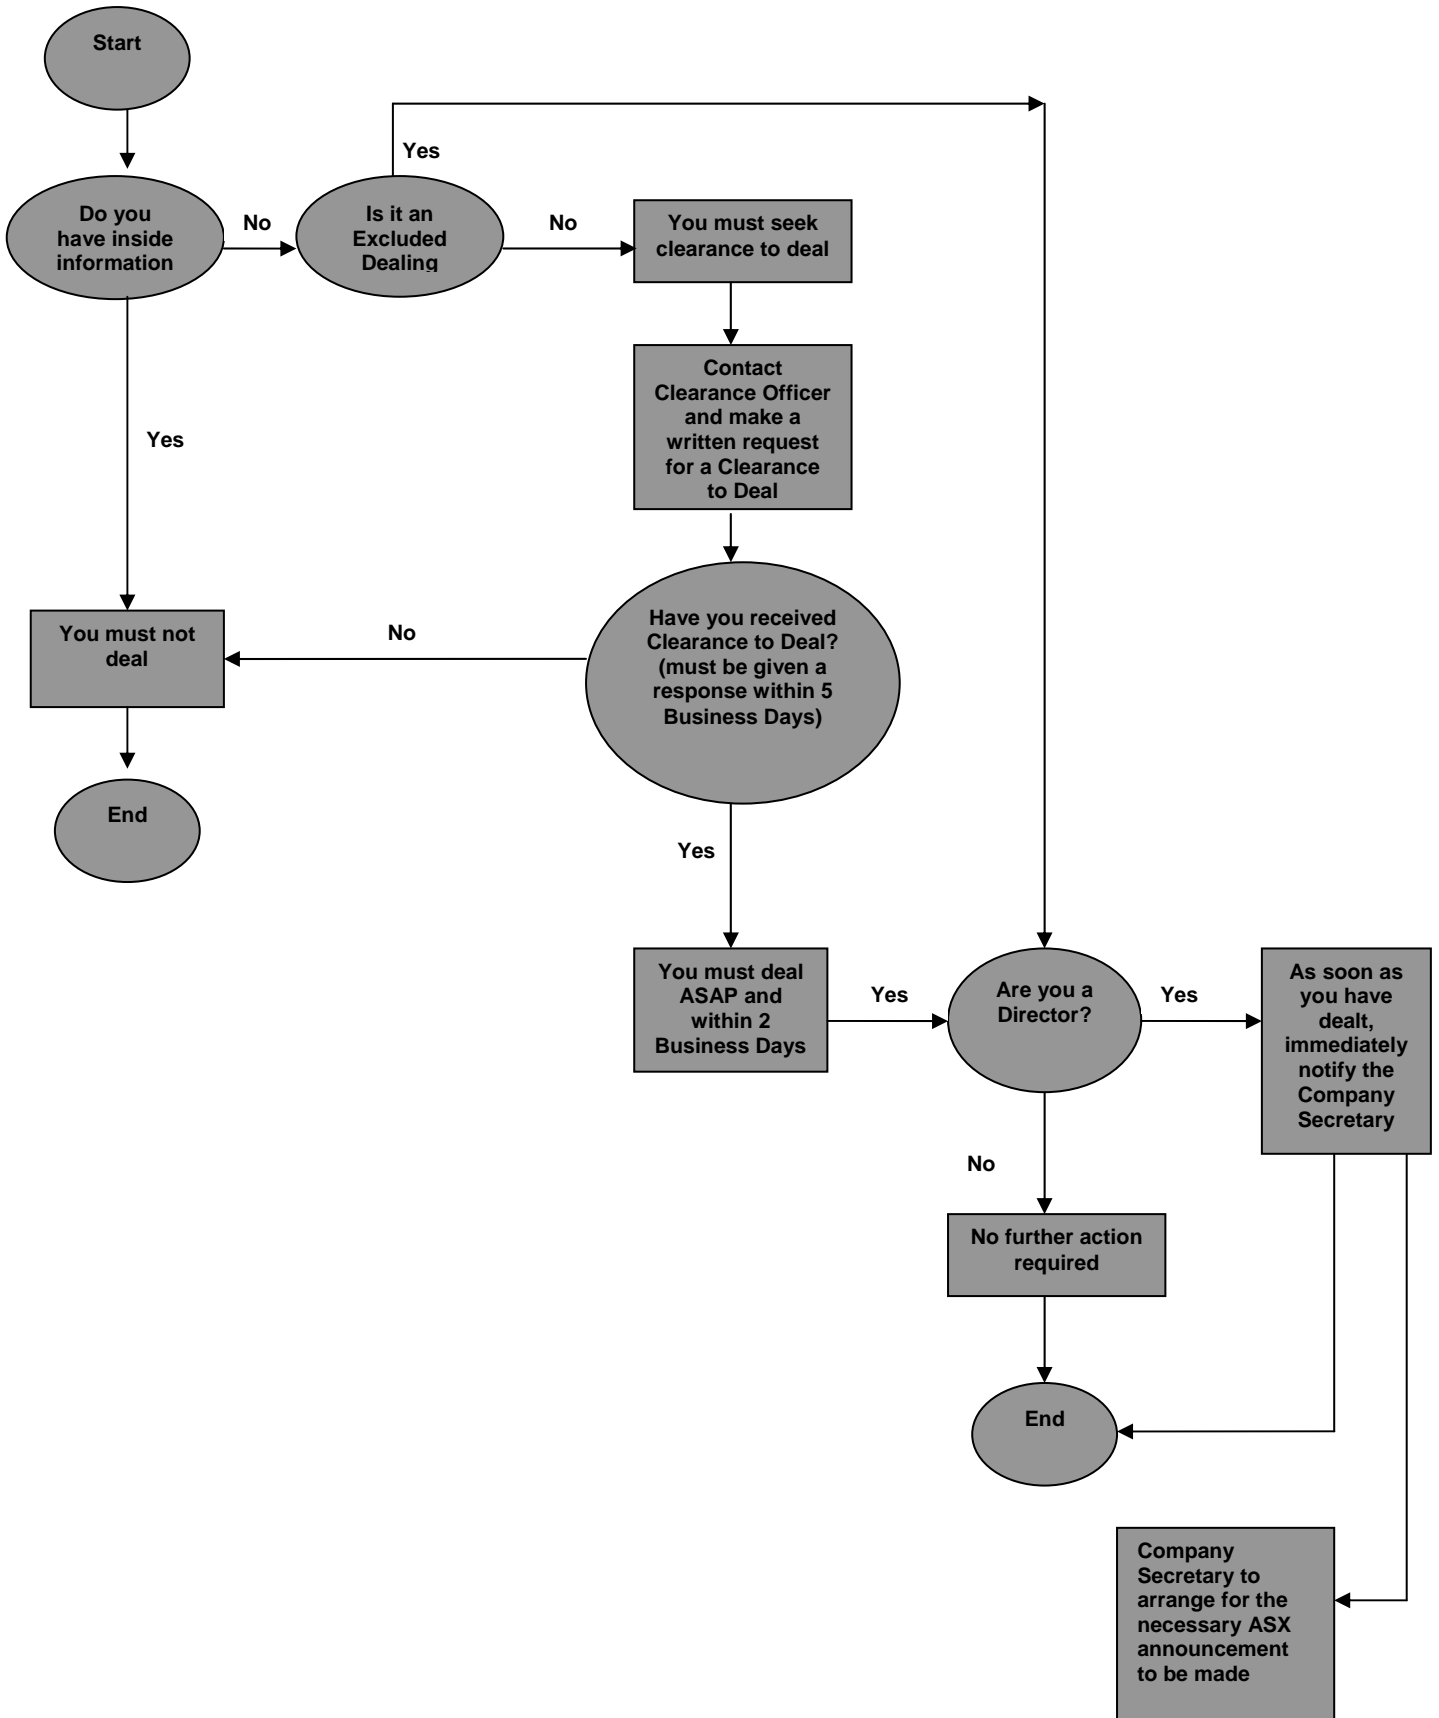 Start
Yes
Do you
have inside
information
No
Is it an
Excluded
Dealing
No
You must seek
clearance to deal
Contact
Clearance Officer
and make a
written request
for a Clearance
to Deal
Yes
You must not
deal
No
Have you received
Clearance to Deal?
(must be given a
response within 5
Business Days)
End
Yes
You must deal
ASAP and
within 2
Business Days
Yes
Are you a
Director?
Yes
As soon as
you have
dealt,
immediately
notify the
Company
Secretary
No
No further action
required
End
Company
Secretary to
arrange for the
necessary ASX
announcement
to be made